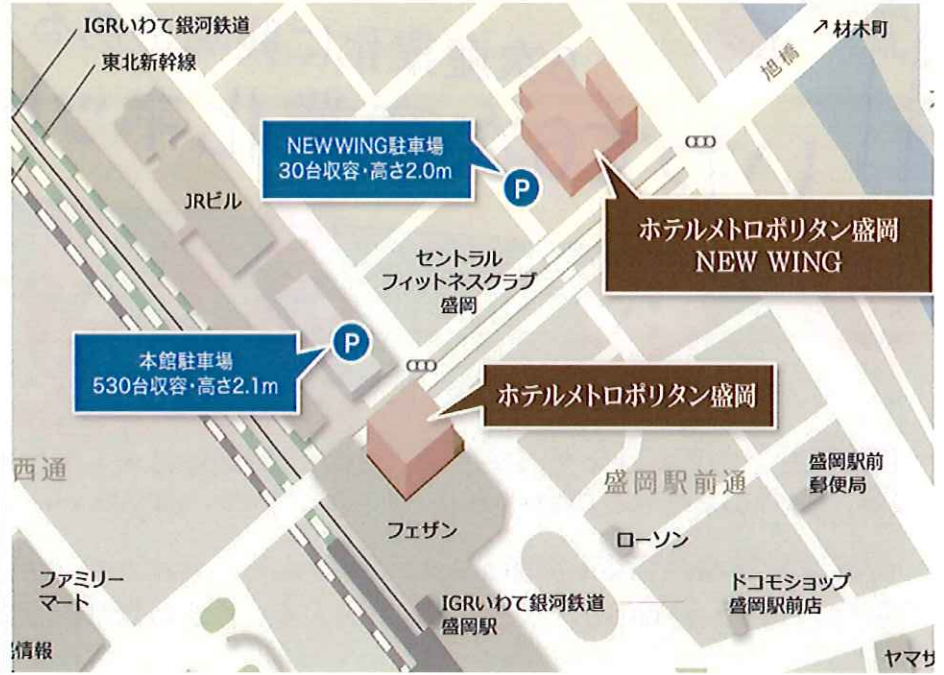 IGRいわて銀河鉄道
東北新幹線
↗材木町
旭橋
NEW WING駐車場
30台収容・高さ2.0m
P
JRビル
ホテルメトロポリタン盛岡
NEW WING
セントラル
フィットネスクラブ
盛岡
P
本館駐車場
530台収容・高さ2.1m
ホテルメトロポリタン盛岡
西通
盛岡駅前通
盛岡駅前
郵便局
フェザン
ローソン
ファミリー
マート
IGRいわて銀河鉄道
盛岡駅
ドコモショップ
盛岡駅前店
情報
ヤマサ